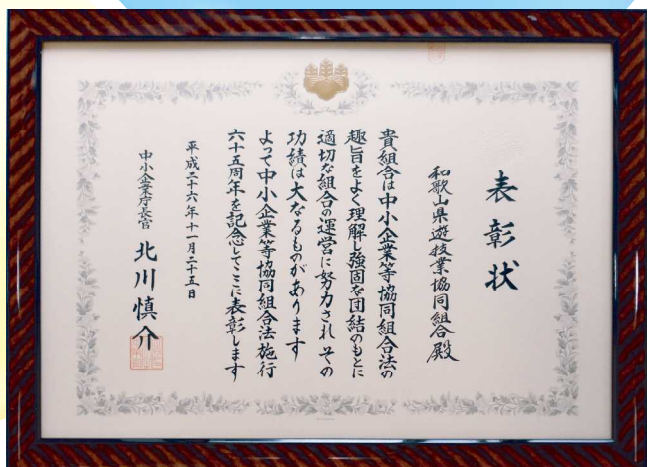 表彰状
和歌山県遊技業協同組合殿
貴組合は中小企業等協同組合法の
趣旨をよく理解し強固な団結のもとに
適切な組合の運営に努力されその
功績は大なるものがあります
よって中小企業等協同組合法施行
六十五周年を記念してここに表彰します
平成二十六年十一月二十五日
中小企業庁長官 北川慎介